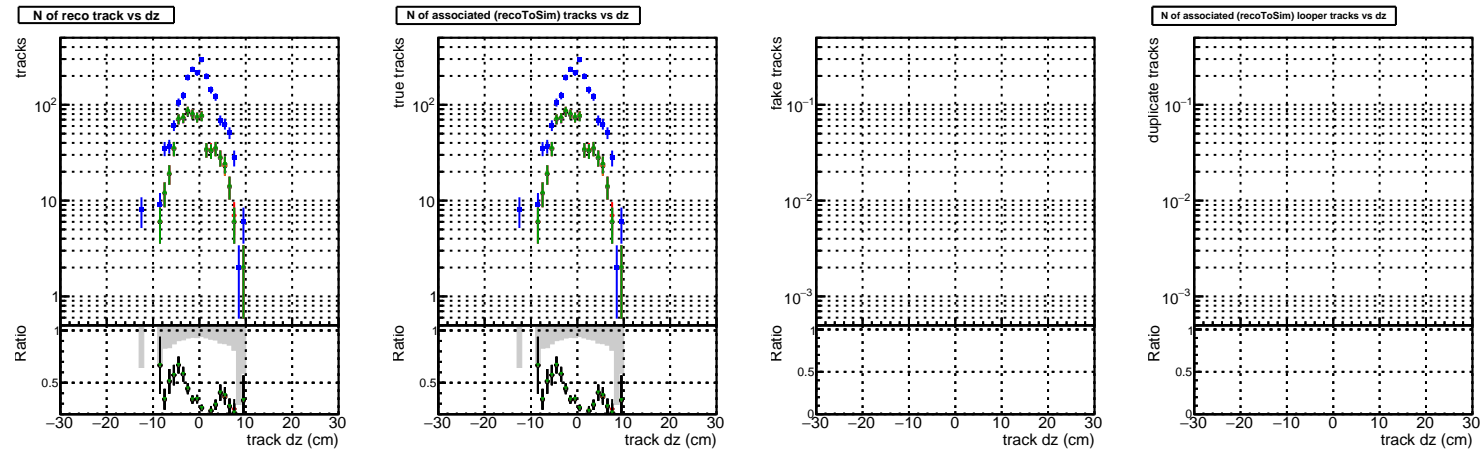 N of reco track vs dz
tracks
10²
10
1
Ratio
1
0.5
−30 −20 −10 0 10 20 30
track dz (cm)
N of associated (recoToSim) tracks vs dz
true tracks
10²
10
1
Ratio
1
0.5
−30 −20 −10 0 10 20 30
track dz (cm)
fake tracks
10⁻¹
10⁻²
10⁻³
Ratio
1
0.5
0
−30 −20 −10 0 10 20 30
track dz (cm)
N of associated (recoToSim) looper tracks vs dz
duplicate tracks
10⁻¹
10⁻²
10⁻³
Ratio
1
0.5
0
−30 −20 −10 0 10 20 30
track dz (cm)